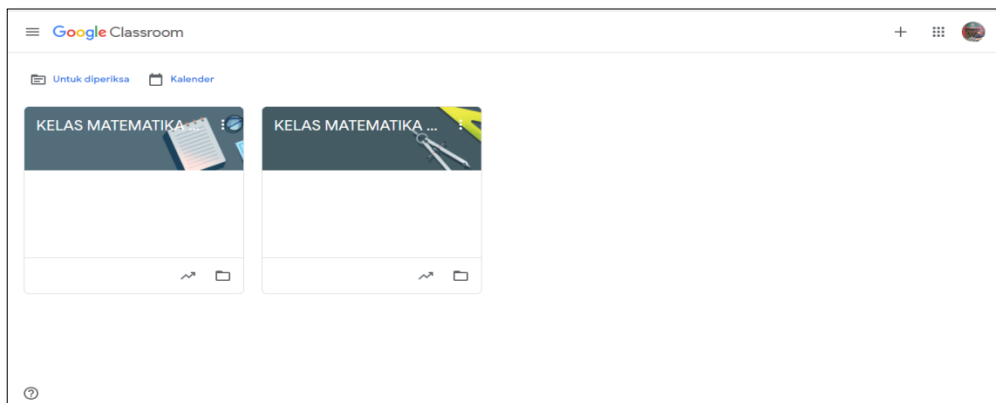 Google Classroom
Untuk diperiksa Kalender
KELAS MATEMATIKA ... KELAS MATEMATIKA ...